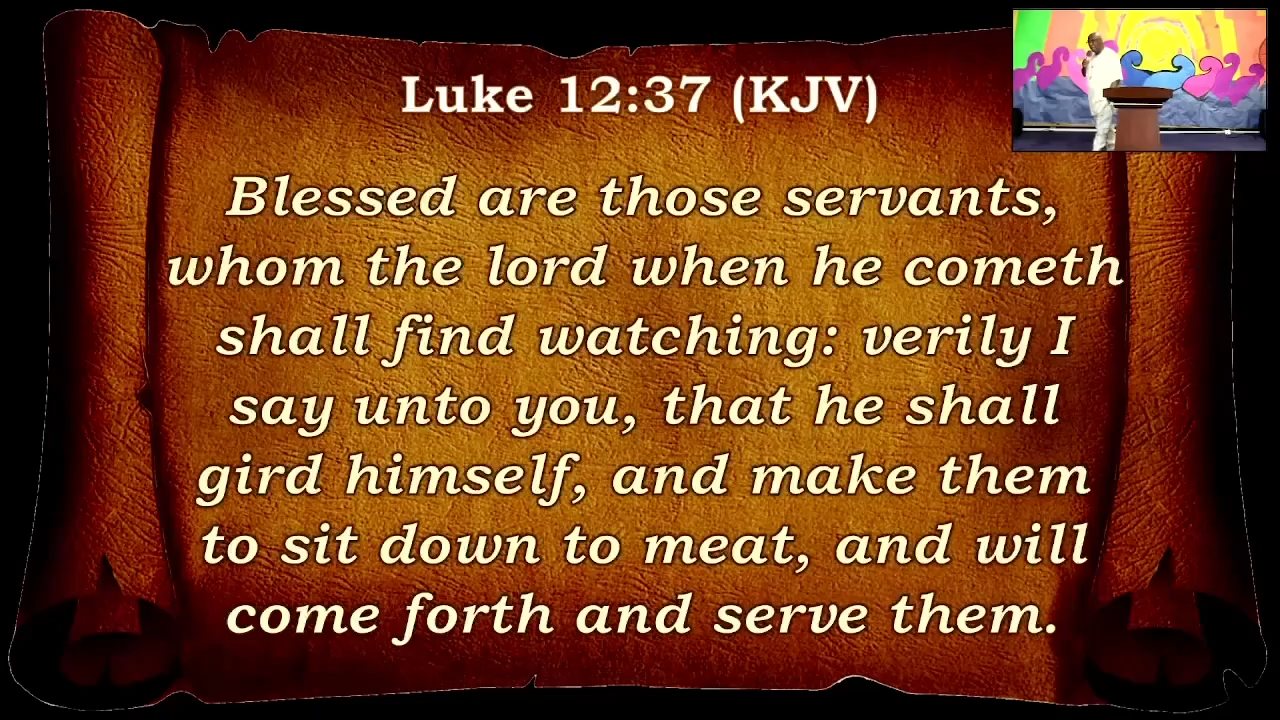 Luke 12:37 (KJV)
Blessed are those servants,
whom the lord when he cometh
shall find watching: verily I
say unto you, that he shall
gird himself, and make them
to sit down to meat, and will
come forth and serve them.